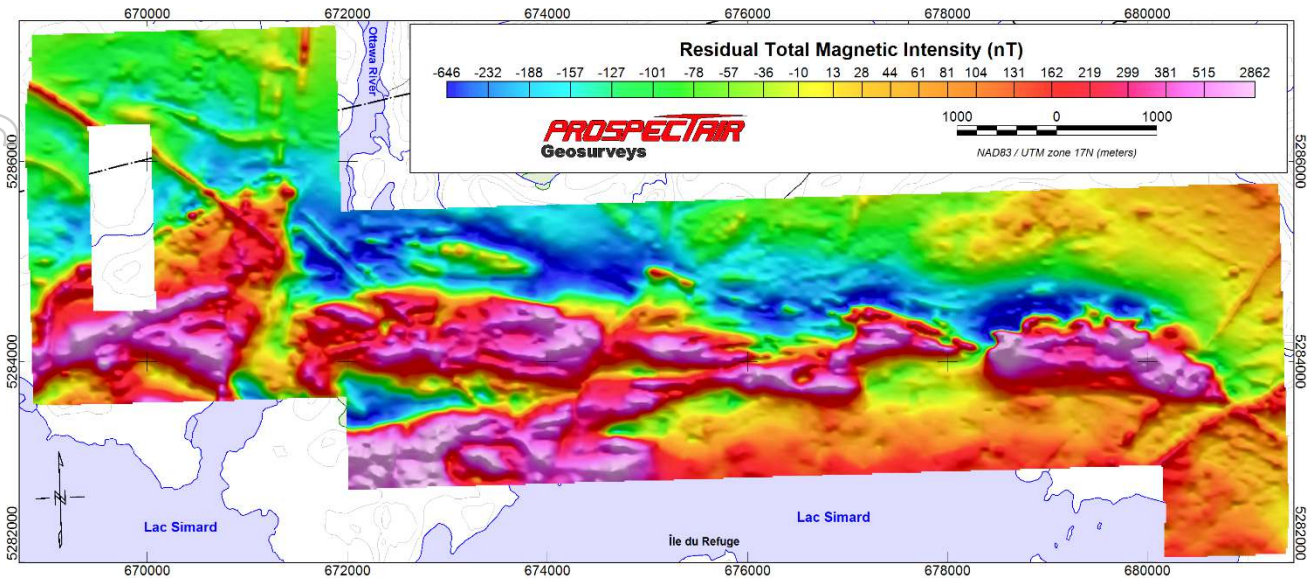 670000 672000 674000 676000 678000 680000
Ottawa River
Residual Total Magnetic Intensity (nT)
-646 -232 -188 -157 -127 -101 -78 -57 -36 -10 13 28 44 61 81 104 131 162 219 299 381 515 2862
PROSPECTAIR
Geosurveys
1000 0 1000
NAD83 / UTM zone 17N (meters)
5286000 5286000
5284000 5284000
N
5282000 5282000
Lac Simard
Lac Simard
Île du Refuge
670000 672000 674000 676000 678000 680000